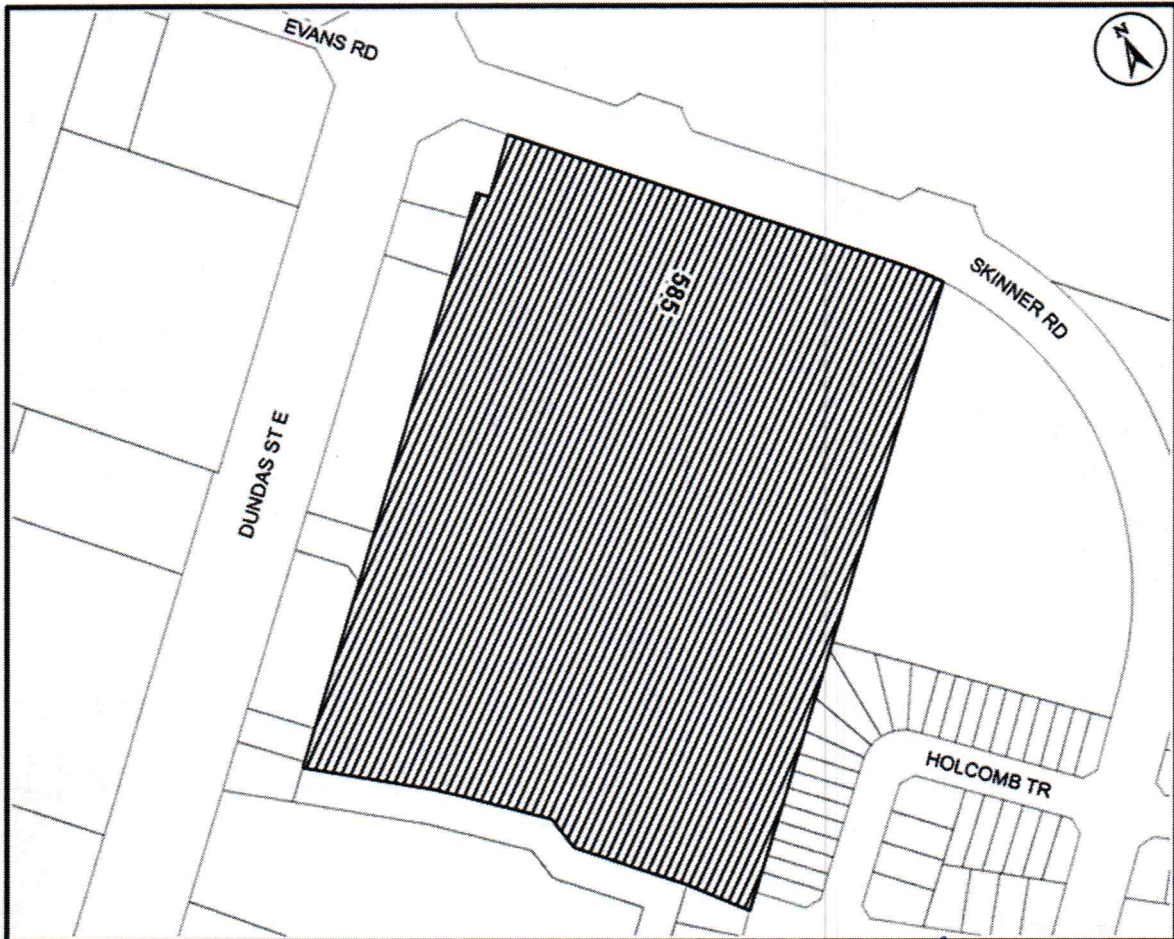 EVANS RD
N
SKINNER RD
585
DUNDAS ST E
HOLCOMB TR